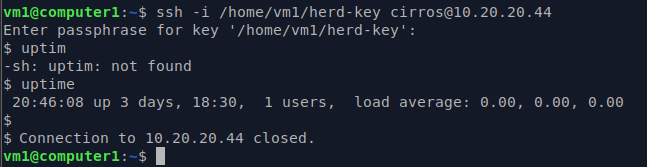 vm1@computer1:~$ ssh -i /home/vm1/herd-key cirros@10.20.20.44
Enter passphrase for key '/home/vm1/herd-key':
$ uptim
-sh: uptim: not found
$ uptime
 20:46:08 up 3 days, 18:30,  1 users,  load average: 0.00, 0.00, 0.00
$
$ Connection to 10.20.20.44 closed.
vm1@computer1:~$